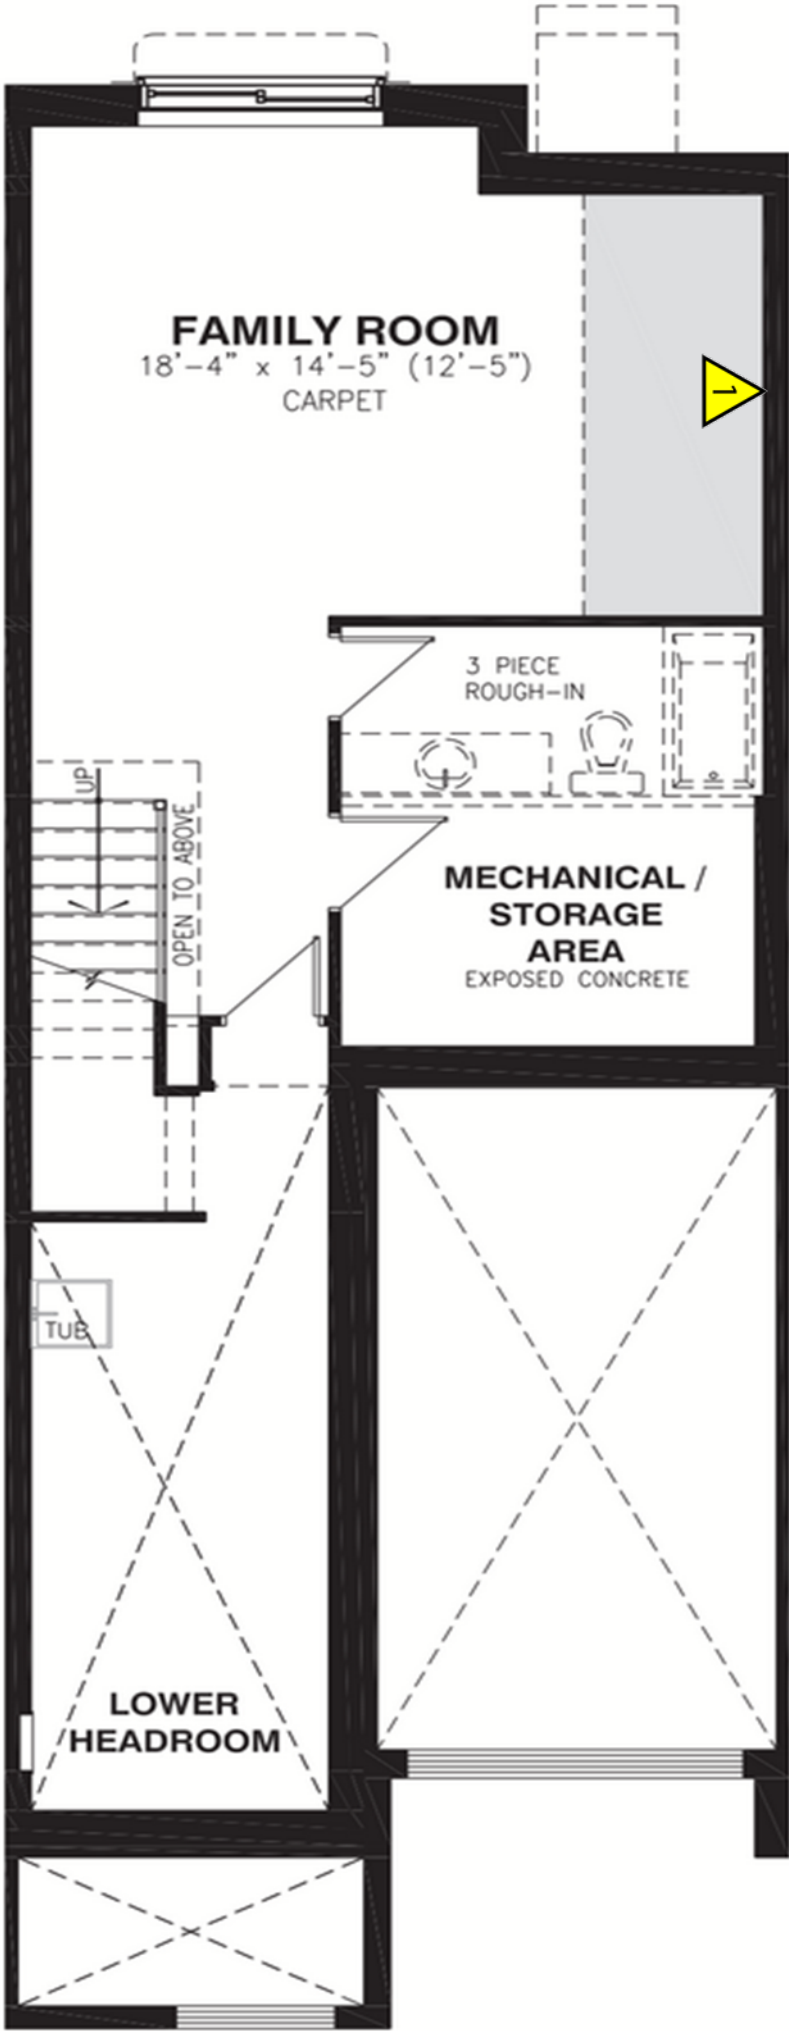 FAMILY ROOM
18'-4" x 14'-5" (12'-5")
CARPET
1
3 PIECE
ROUGH-IN
UP
OPEN TO ABOVE
MECHANICAL /
STORAGE
AREA
EXPOSED CONCRETE
TUB
LOWER
HEADROOM